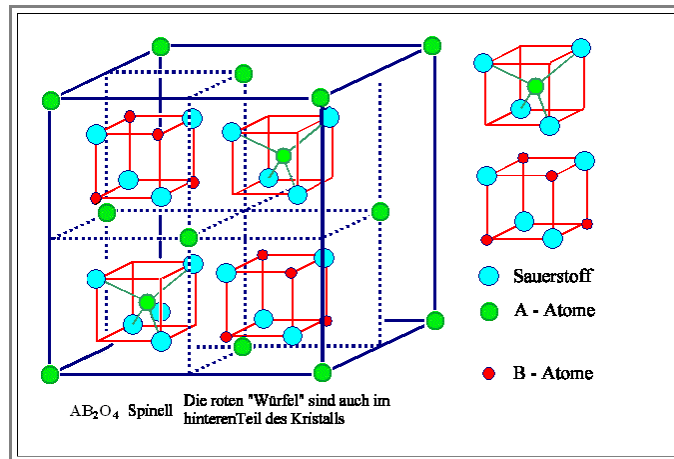 Sauerstoff
A - Atome
B - Atome
AB₂O₄ Spinell
Die roten "Würfel" sind auch im
hinterenTeil des Kristalls